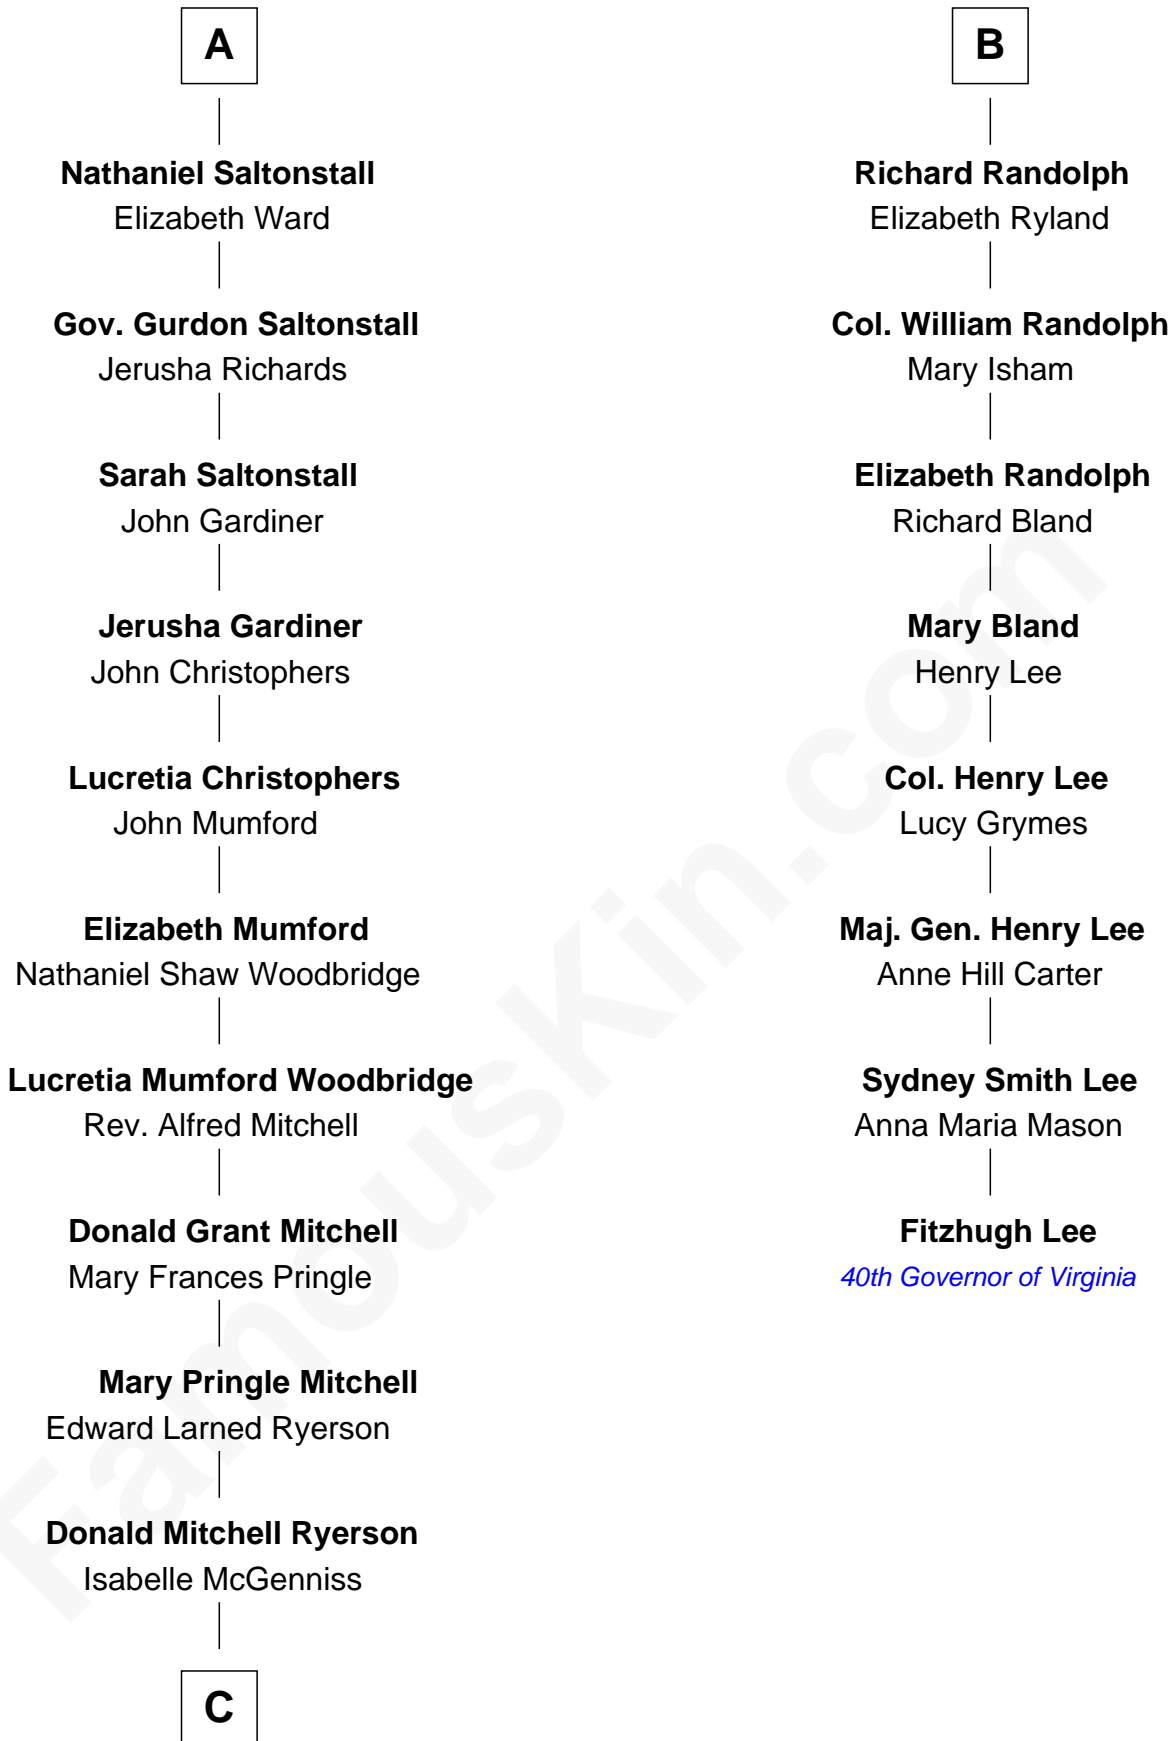 A
Nathaniel Saltonstall
Elizabeth Ward
Gov. Gurdon Saltonstall
Jerusha Richards
Sarah Saltonstall
John Gardiner
Jerusha Gardiner
John Christophers
Lucretia Christophers
John Mumford
Elizabeth Mumford
Nathaniel Shaw Woodbridge
Lucretia Mumford Woodbridge
Rev. Alfred Mitchell
Donald Grant Mitchell
Mary Frances Pringle
Mary Pringle Mitchell
Edward Larned Ryerson
Donald Mitchell Ryerson
Isabelle McGenniss
C
B
Richard Randolph
Elizabeth Ryland
Col. William Randolph
Mary Isham
Elizabeth Randolph
Richard Bland
Mary Bland
Henry Lee
Col. Henry Lee
Lucy Grymes
Maj. Gen. Henry Lee
Anne Hill Carter
Sydney Smith Lee
Anna Maria Mason
Fitzhugh Lee
40th Governor of Virginia
FamousKin.com